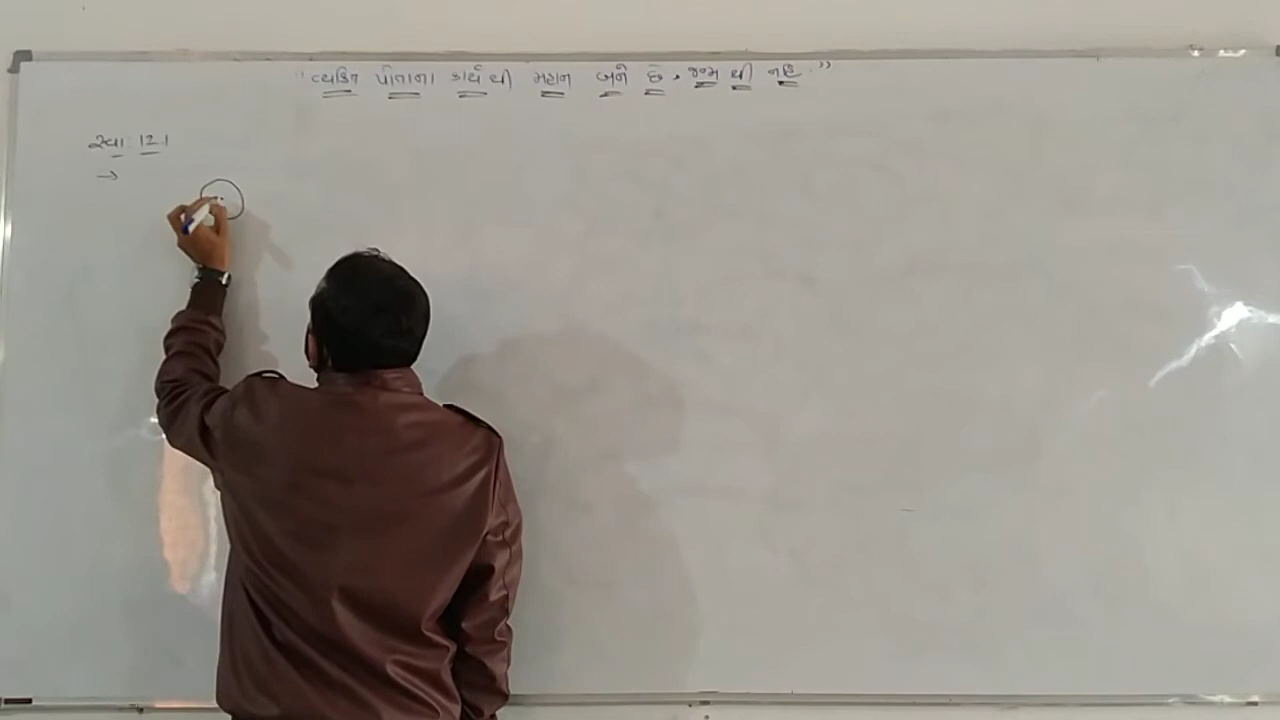 "વ્યકિત પોતાના કાર્ય થી મહાન બને છે, જન્મ થી નહિ."
સ્વા. 12.1
→